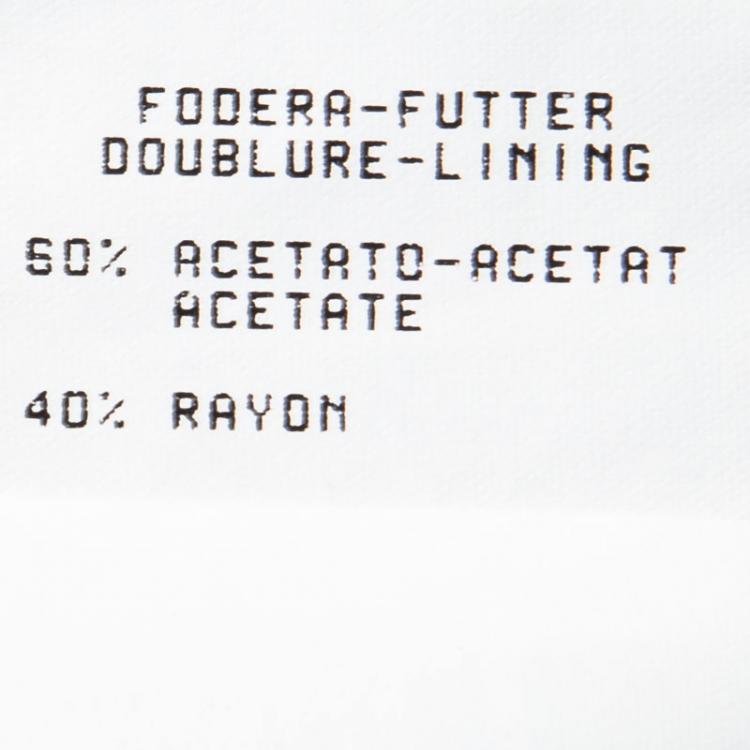 FODERA-FUTTER
DOUBLURE-LINING
60% ACETATO-ACETAT
ACETATE
40% RAYON